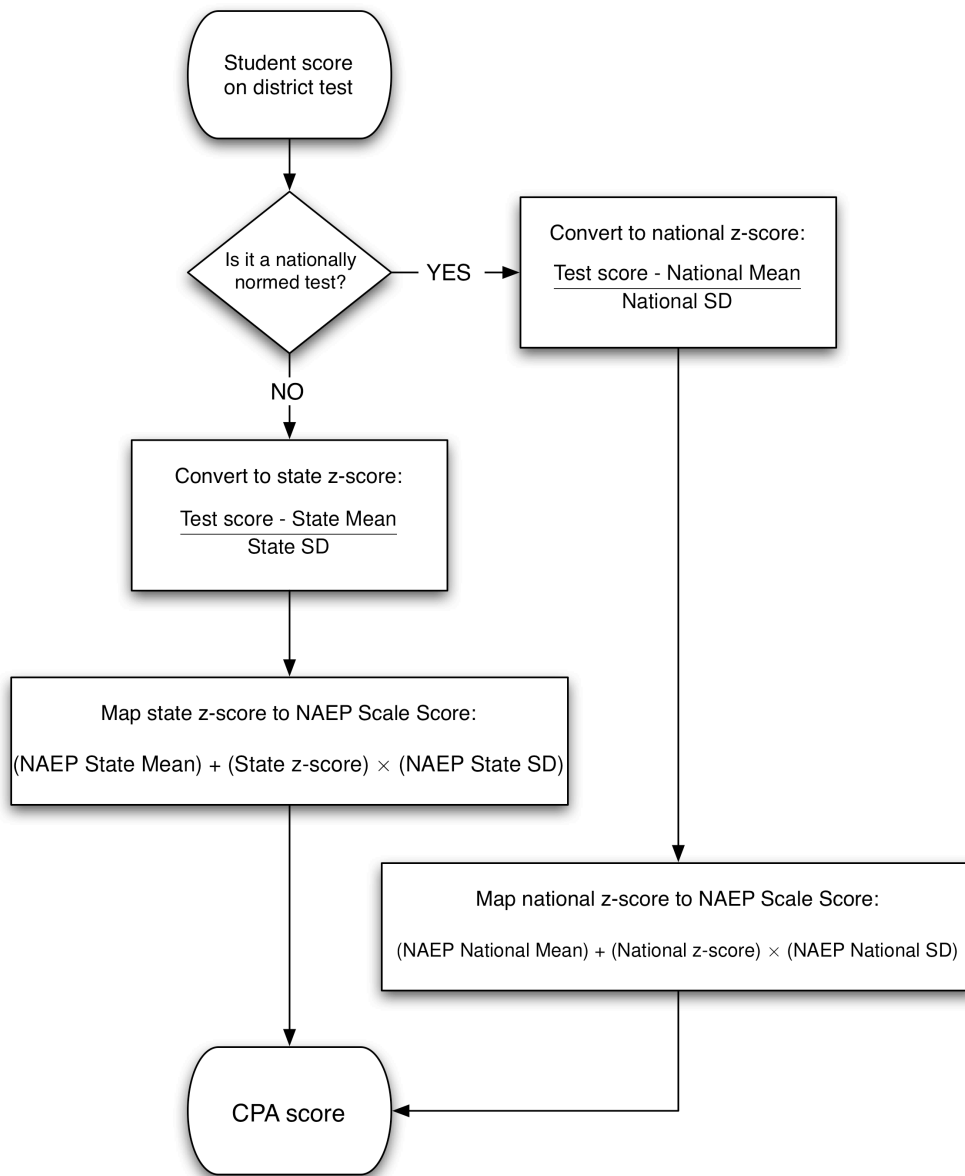 Student score
on district test
Is it a nationally
normed test?
YES
Convert to national z-score:
Test score - National Mean
National SD
NO
Convert to state z-score:
Test score - State Mean
State SD
Map state z-score to NAEP Scale Score:
(NAEP State Mean) + (State z-score) × (NAEP State SD)
Map national z-score to NAEP Scale Score:
(NAEP National Mean) + (National z-score) × (NAEP National SD)
CPA score